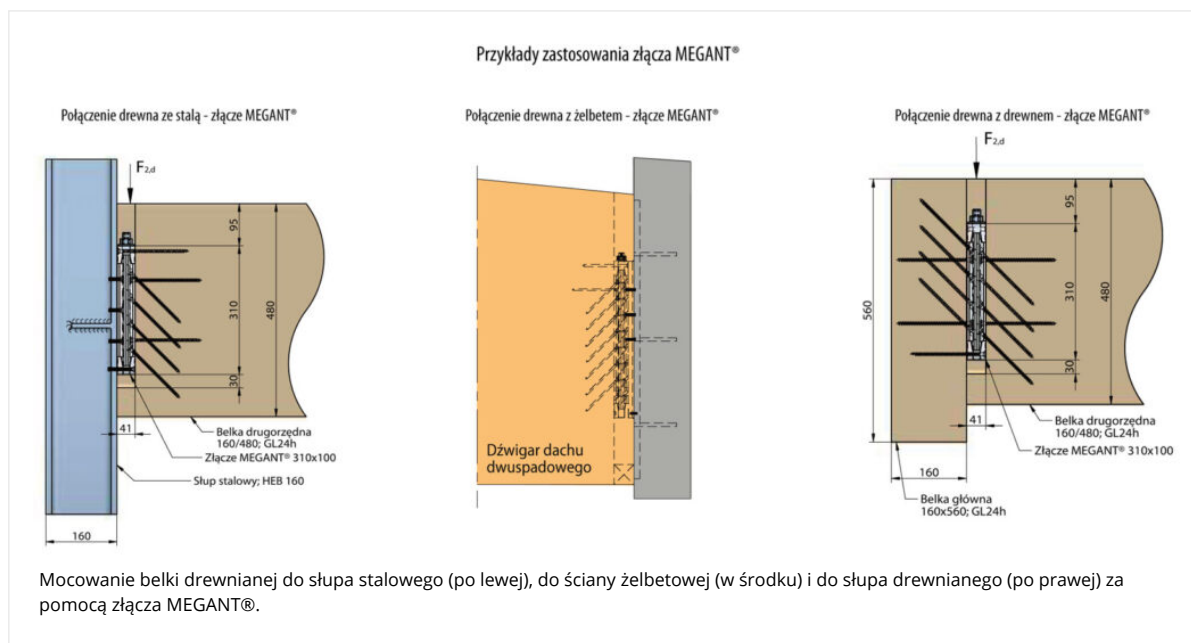 Przykłady zastosowania złącza MEGANT®
Połączenie drewna ze stalą - złącze MEGANT®
F2,d
95
310
480
30
41
Belka drugorzędna
160/480; GL24h
Złącze MEGANT® 310x100
Słup stalowy; HEB 160
160
Połączenie drewna z żelbetem - złącze MEGANT®
Dźwigar dachu
dwuspadowego
Połączenie drewna z drewnem - złącze MEGANT®
F2,d
95
560
310
480
30
41
Belka drugorzędna
160/480; GL24h
Złącze MEGANT® 310x100
160
Belka główna
160x560; GL24h
Mocowanie belki drewnianej do słupa stalowego (po lewej), do ściany żelbetowej (w środku) i do słupa drewnianego (po prawej) za
pomocą złącza MEGANT®.